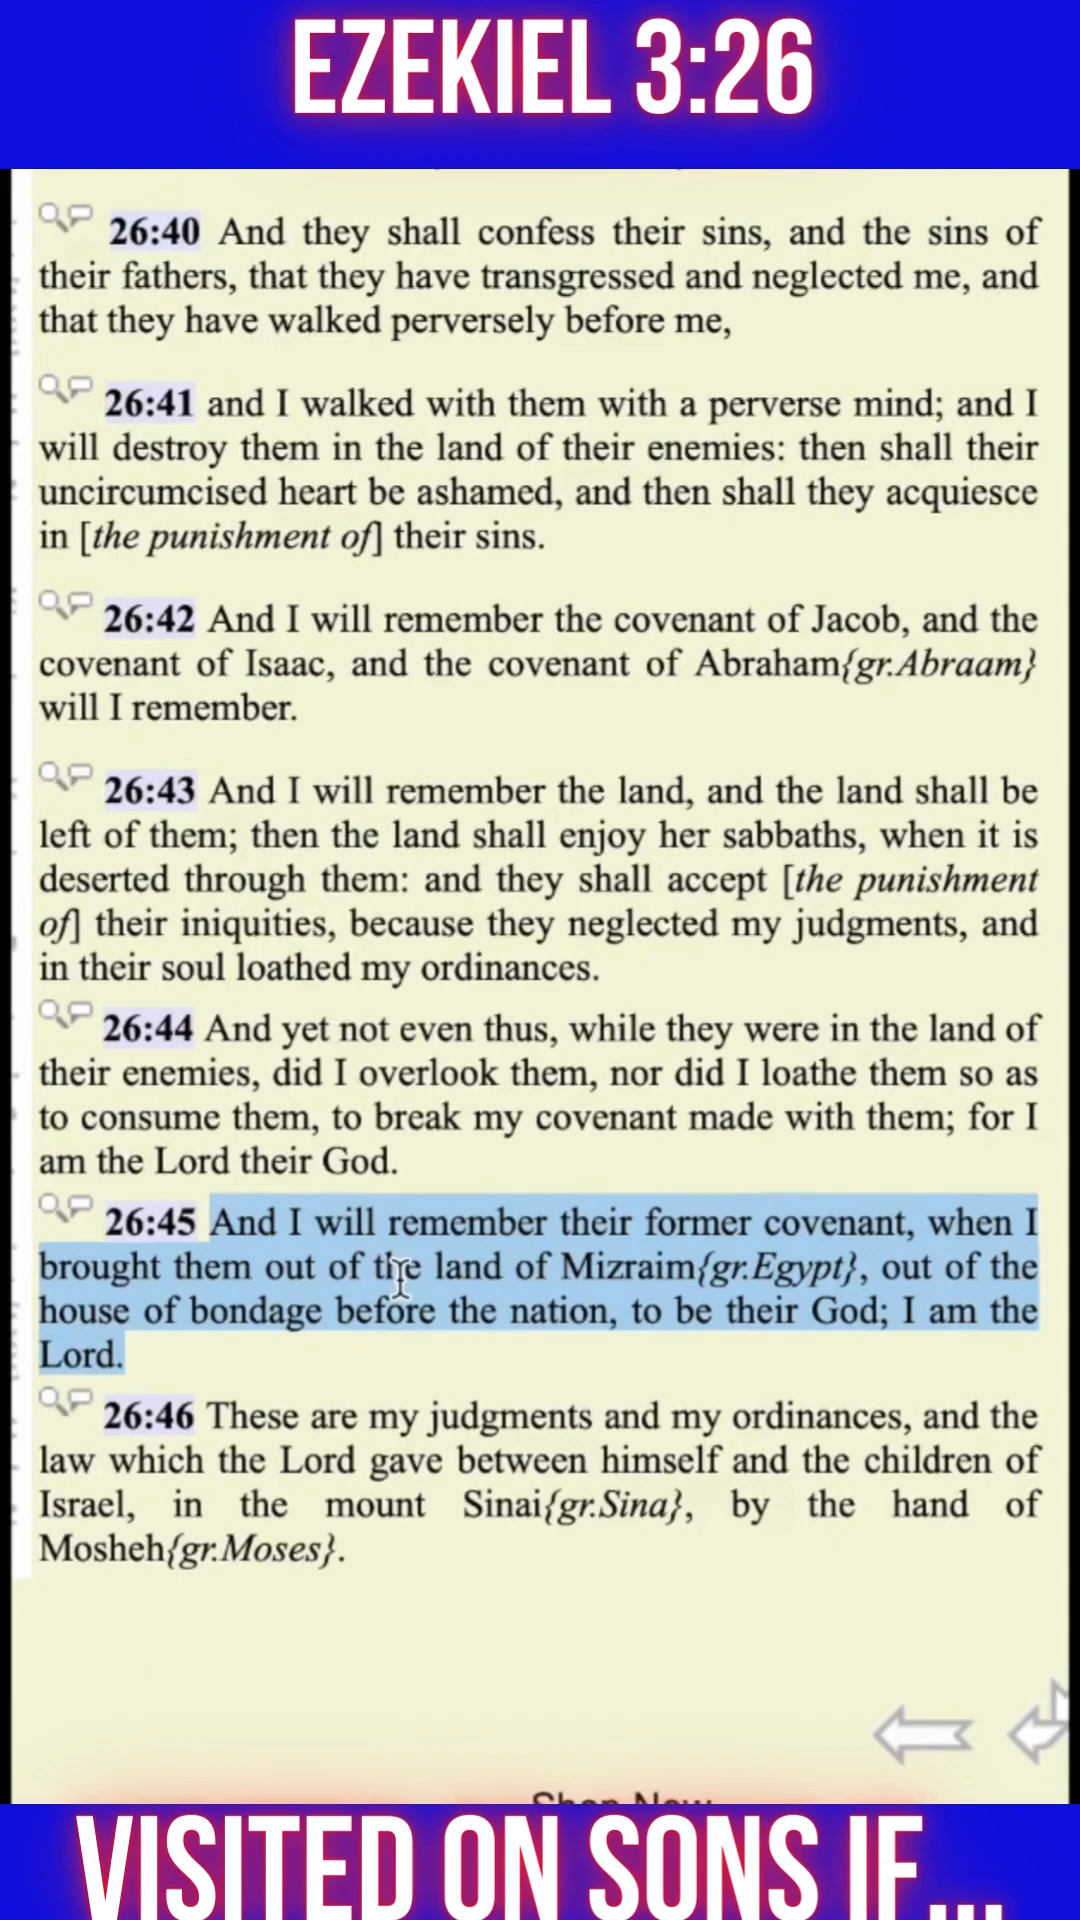 EZEKIEL 3:26
26:40 And they shall confess their sins, and the sins of
their fathers, that they have transgressed and neglected me, and
that they have walked perversely before me,
26:41 and I walked with them with a perverse mind; and I
will destroy them in the land of their enemies: then shall their
uncircumcised heart be ashamed, and then shall they acquiesce
in [the punishment of] their sins.
26:42 And I will remember the covenant of Jacob, and the
covenant of Isaac, and the covenant of Abraham{gr.Abraam}
will I remember.
26:43 And I will remember the land, and the land shall be
left of them; then the land shall enjoy her sabbaths, when it is
deserted through them: and they shall accept [the punishment
of] their iniquities, because they neglected my judgments, and
in their soul loathed my ordinances.
26:44 And yet not even thus, while they were in the land of
their enemies, did I overlook them, nor did I loathe them so as
to consume them, to break my covenant made with them; for I
am the Lord their God.
26:45 And I will remember their former covenant, when I
brought them out of the land of Mizraim{gr.Egypt}, out of the
house of bondage before the nation, to be their God; I am the
Lord.
26:46 These are my judgments and my ordinances, and the
law which the Lord gave between himself and the children of
Israel, in the mount Sinai{gr.Sina}, by the hand of
Mosheh{gr.Moses}.
Shop Now
VISITED ON SONS IF...